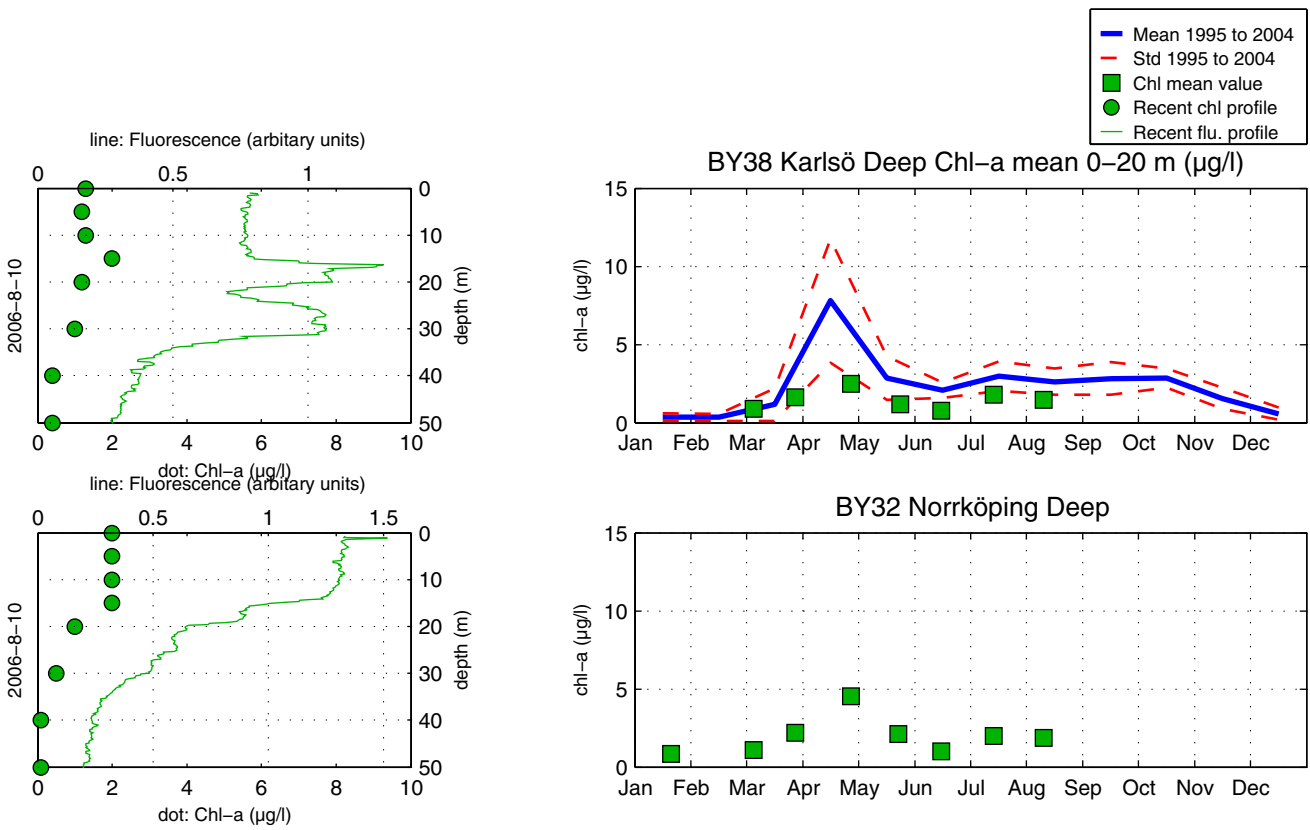 Mean 1995 to 2004
Std 1995 to 2004
Chl mean value
Recent chl profile
Recent flu. profile
line: Fluorescence (arbitary units)
0 0.5 1
0
10
20
30
40
50
depth (m)
2006−8−10
0 2 4 6 8 10
dot: Chl−a (µg/l)
BY38 Karlsö Deep Chl−a mean 0−20 m (µg/l)
15
10
5
0
chl−a (µg/l)
Jan Feb Mar Apr May Jun Jul Aug Sep Oct Nov Dec
line: Fluorescence (arbitary units)
0 0.5 1 1.5
0
10
20
30
40
50
depth (m)
2006−8−10
0 2 4 6 8 10
dot: Chl−a (µg/l)
BY32 Norrköping Deep
15
10
5
0
chl−a (µg/l)
Jan Feb Mar Apr May Jun Jul Aug Sep Oct Nov Dec